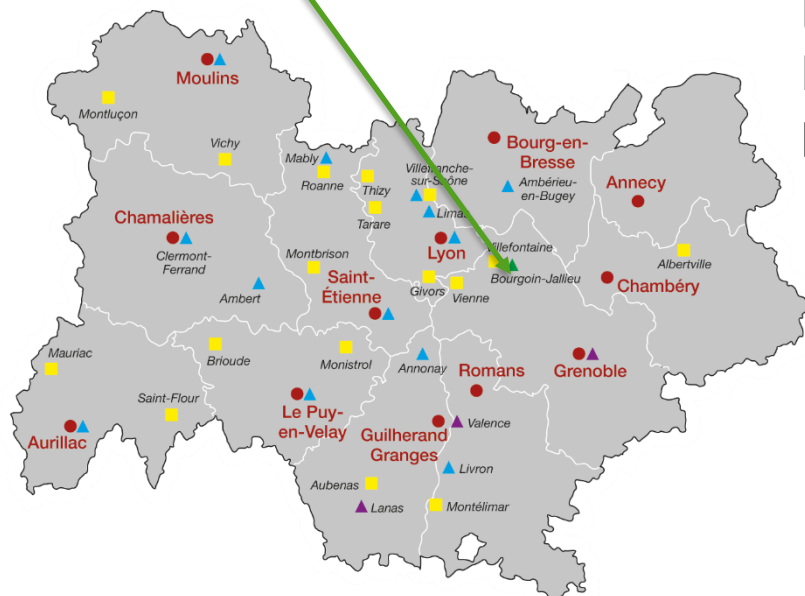 Moulins
Montluçon
Vichy
Mably
Roanne
Thizy
Tarare
Villefranche-
sur-Saône
Limas
Bourg-en-
Bresse
Ambérieu-
en-Bugey
Annecy
Chamalières
Clermont-
Ferrand
Ambert
Montbrison
Saint-
Étienne
Lyon
Givors
Vienne
Villefontaine
Bourgoin-Jallieu
Chambéry
Albertville
Mauriac
Brioude
Monistrol
Annonay
Romans
Grenoble
Saint-Flour
Aurillac
Le Puy-
en-Velay
Guilherand
Granges
Valence
Livron
Aubenas
Lanas
Montélimar